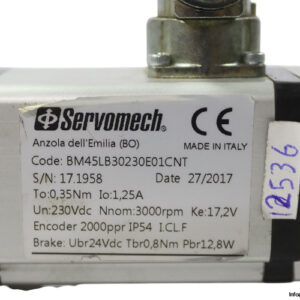 Servomech®
CE
Anzola dell'Emilia (BO)
MADE IN ITALY
Code: BM45LB30230E01CNT
S/N: 17.1958 Date 27/2017
To:0,35Nm Io:1,25A
Un:230Vdc Nnom:3000rpm Ke:17,2V
Encoder 2000ppr IP54 I.CL.F
Brake: Ubr24Vdc Tbr0,8Nm Pbr12,8W
12536